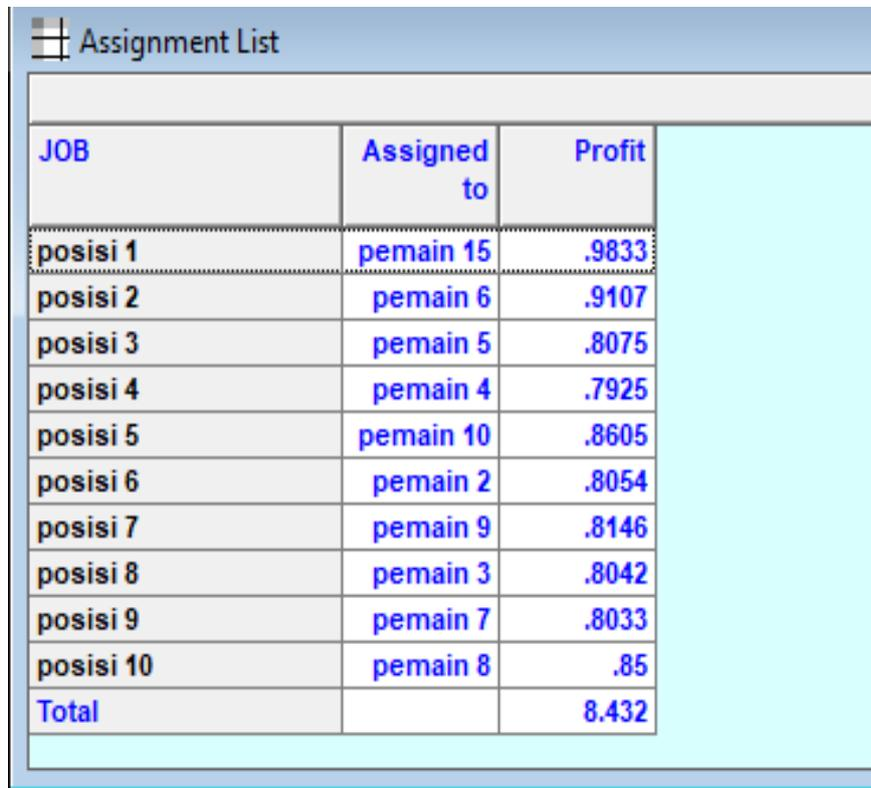 Assignment List
JOB Assigned to Profit
posisi 1 pemain 15 .9833
posisi 2 pemain 6 .9107
posisi 3 pemain 5 .8075
posisi 4 pemain 4 .7925
posisi 5 pemain 10 .8605
posisi 6 pemain 2 .8054
posisi 7 pemain 9 .8146
posisi 8 pemain 3 .8042
posisi 9 pemain 7 .8033
posisi 10 pemain 8 .85
Total 8.432